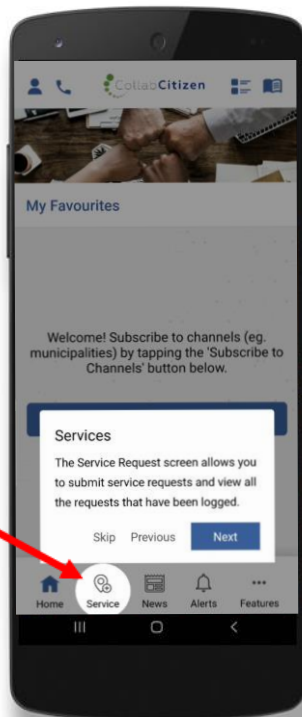 CollabCitizen
My Favourites
Welcome! Subscribe to channels (eg.
municipalities) by tapping the 'Subscribe to
Channels' button below.
Services
The Service Request screen allows you
to submit service requests and view all
the requests that have been logged.
Skip Previous Next
Home Service News Alerts Features